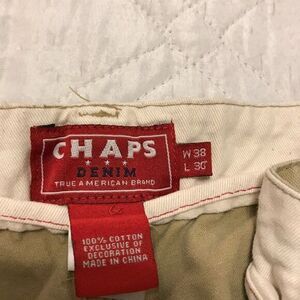 CHAPS
DENIM
TRUE AMERICAN BRAND
W 38
L 30
100% COTTON
EXCLUSIVE OF
DECORATION
MADE IN CHINA